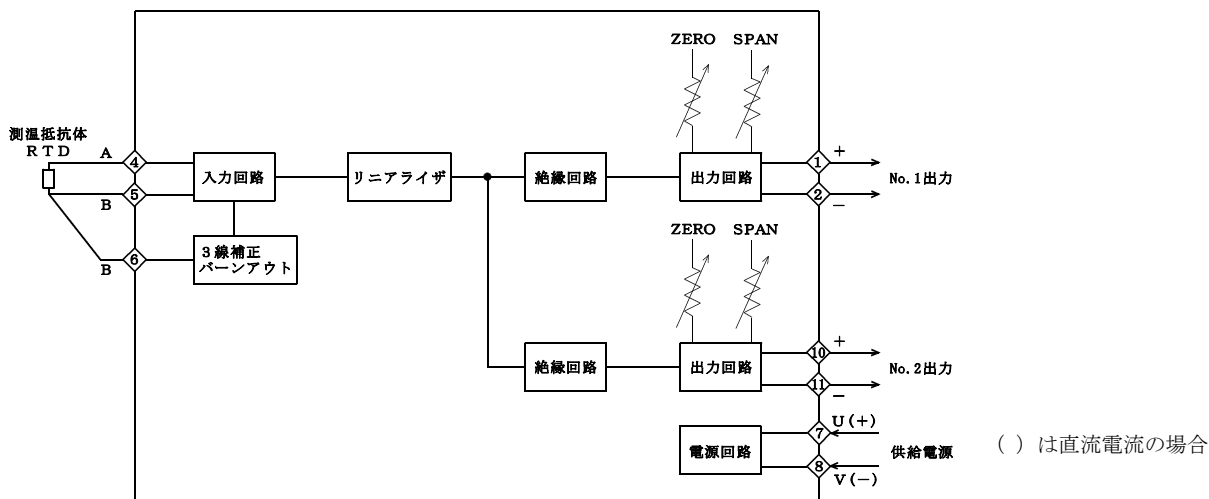 ZERO SPAN
測温抵抗体
RTD
A
④
入力回路
リニアライザ
絶縁回路
出力回路
①
+
No.1出力
⑤
B
②
−
ZERO SPAN
⑥
B
3線補正
バーンアウト
絶縁回路
出力回路
⑩
+
No.2出力
⑪
−
電源回路
⑦
U(+)
供給電源
( )は直流電流の場合
⑧
V(−)